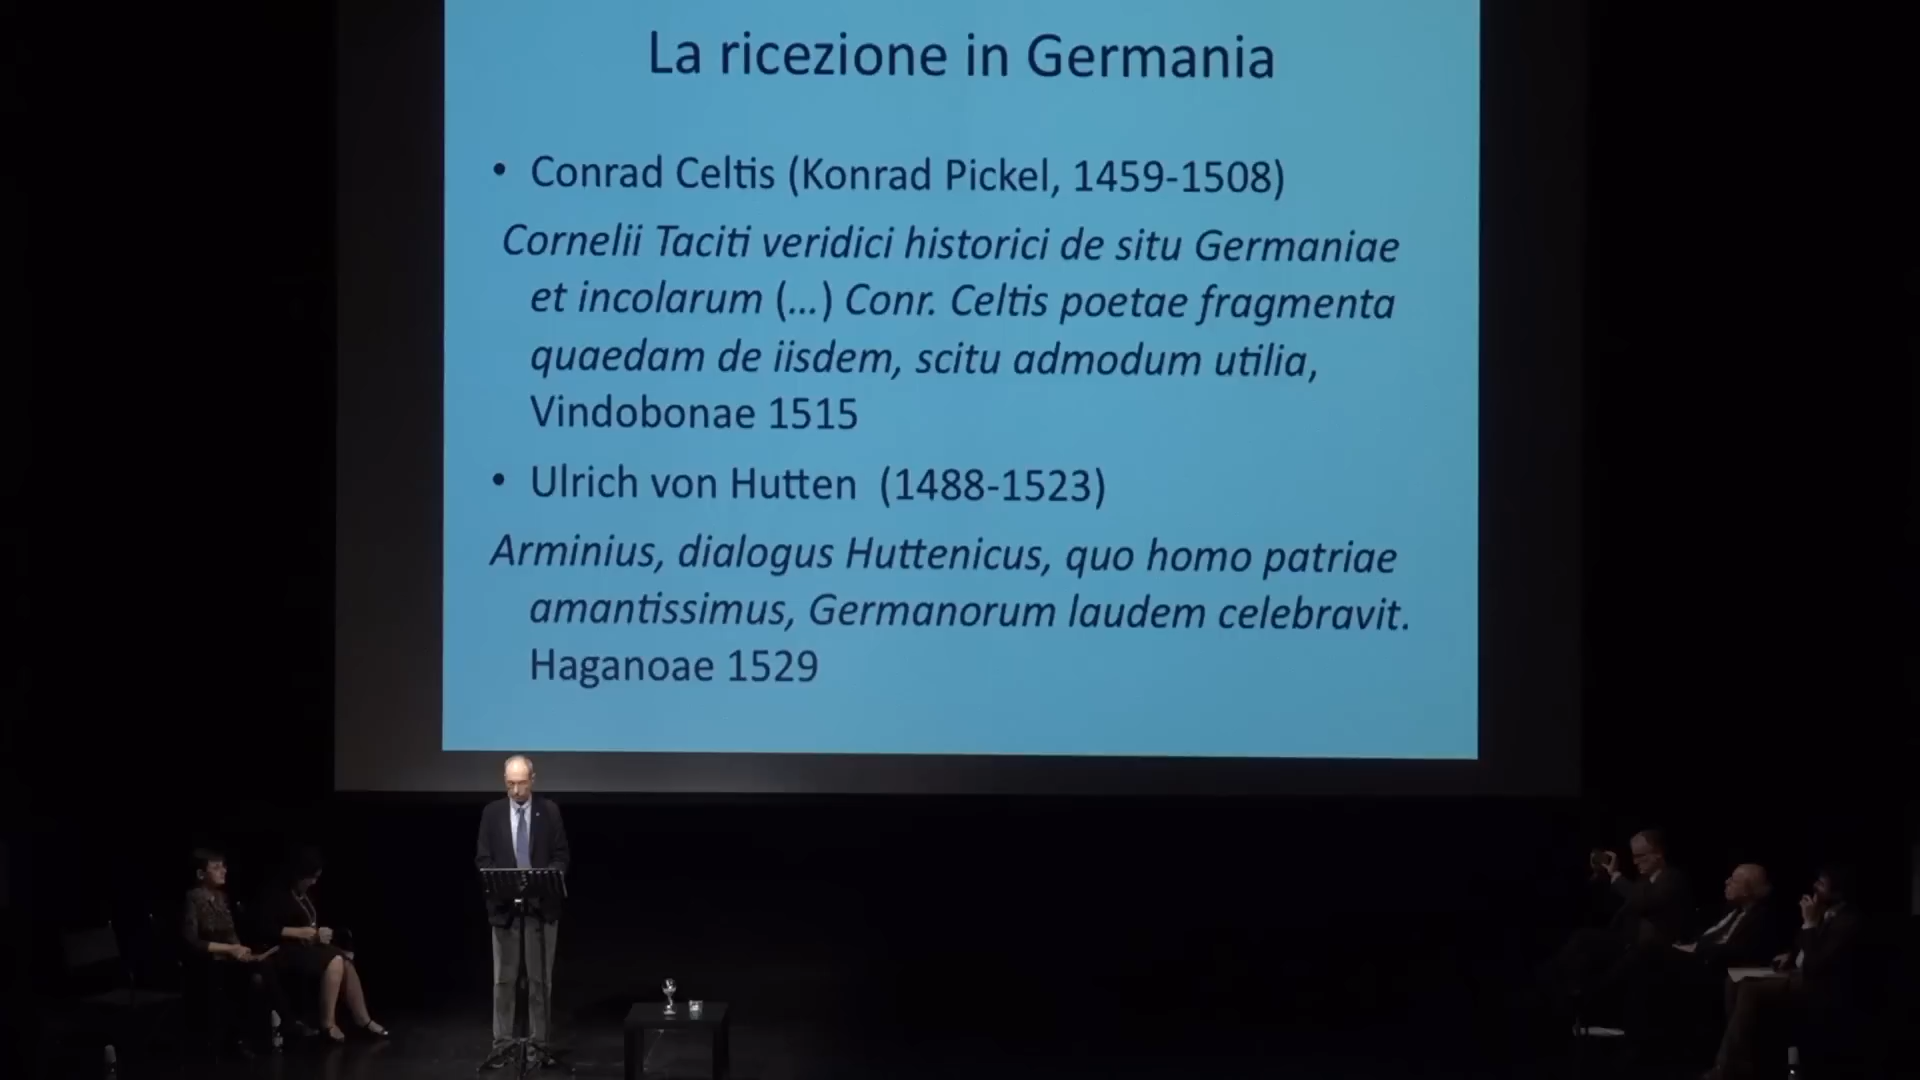 La ricezione in Germania
• Conrad Celtis (Konrad Pickel, 1459-1508)
Cornelii Taciti veridici historici de situ Germaniae
et incolarum (...) Conr. Celtis poetae fragmenta
quaedam de iisdem, scitu admodum utilia,
Vindobonae 1515
• Ulrich von Hutten (1488-1523)
Arminius, dialogus Huttenicus, quo homo patriae
amantissimus, Germanorum laudem celebravit.
Haganoae 1529